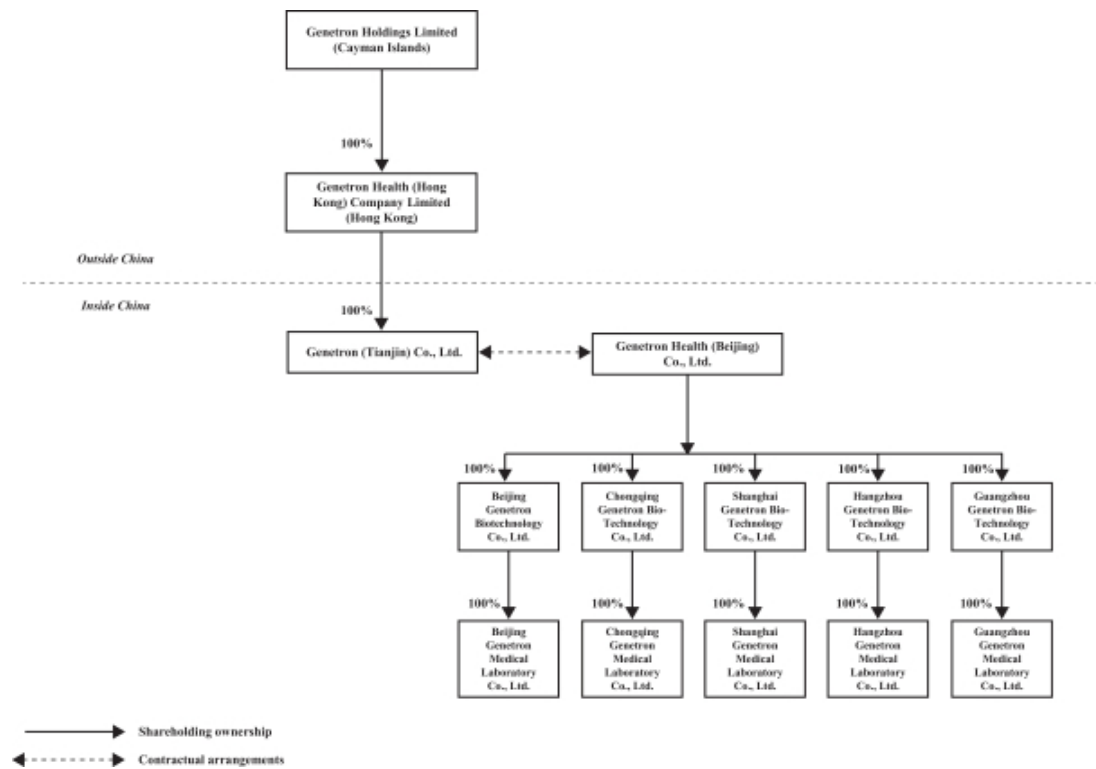 Genetron Holdings Limited
(Cayman Islands)
100%
Genetron Health (Hong
Kong) Company Limited
(Hong Kong)
Outside China
Inside China
100%
Genetron (Tianjin) Co., Ltd.
Genetron Health (Beijing)
Co., Ltd.
100%
100%
100%
100%
100%
Beijing
Genetron
Biotechnology
Co., Ltd.
Chongqing
Genetron Bio-
Technology
Co., Ltd.
Shanghai
Genetron Bio-
Technology
Co., Ltd.
Hangzhou
Genetron Bio-
Technology
Co., Ltd.
Guangzhou
Genetron Bio-
Technology
Co., Ltd.
100%
100%
100%
100%
100%
Beijing
Genetron
Medical
Laboratory
Co., Ltd.
Chongqing
Genetron
Medical
Laboratory
Co., Ltd.
Shanghai
Genetron
Medical
Laboratory
Co., Ltd.
Hangzhou
Genetron
Medical
Laboratory
Co., Ltd.
Guangzhou
Genetron
Medical
Laboratory
Co., Ltd.
Shareholding ownership
Contractual arrangements